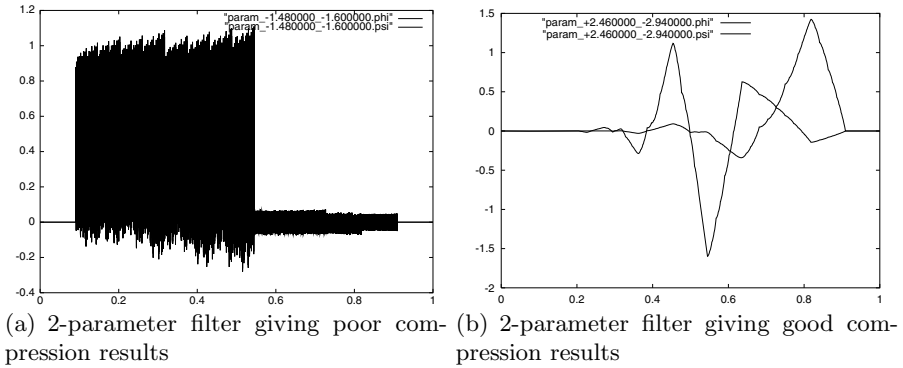 "param_-1.480000_-1.600000.phi"
"param_-1.480000_-1.600000.psi"
1.2
1
0.8
0.6
0.4
0.2
0
-0.2
-0.4
0 0.2 0.4 0.6 0.8 1
(a) 2-parameter filter giving poor com-
pression results
"param_+2.460000_-2.940000.phi"
"param_+2.460000_-2.940000.psi"
1.5
1
0.5
0
-0.5
-1
-1.5
-2
0 0.2 0.4 0.6 0.8 1
(b) 2-parameter filter giving good com-
pression results